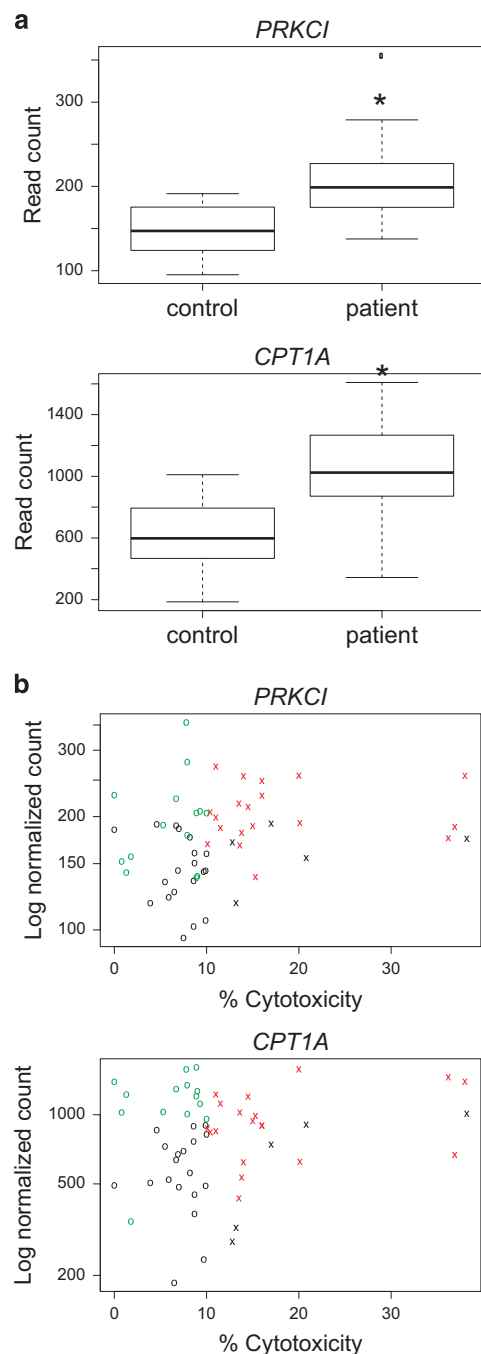 a
PRKCI
Read count
300
200
100
*
control
patient
CPT1A
Read count
1400
1000
600
200
*
control
patient
b
PRKCI
Log normalized count
300
200
150
100
0
10
20
30
% Cytotoxicity
CPT1A
Log normalized count
1000
500
200
0
10
20
30
% Cytotoxicity